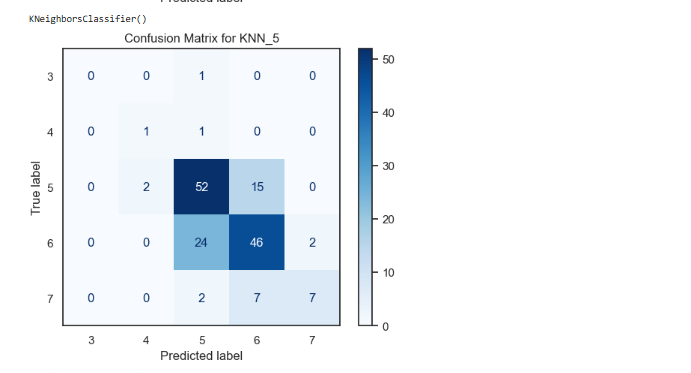 Predicted label
KNeighborsClassifier()
Confusion Matrix for KNN_5
3 0 0 1 0 0
4 0 1 1 0 0
5 0 2 52 15 0
6 0 0 24 46 2
7 0 0 2 7 7
3 4 5 6 7
Predicted label
True label
50
40
30
20
10
0